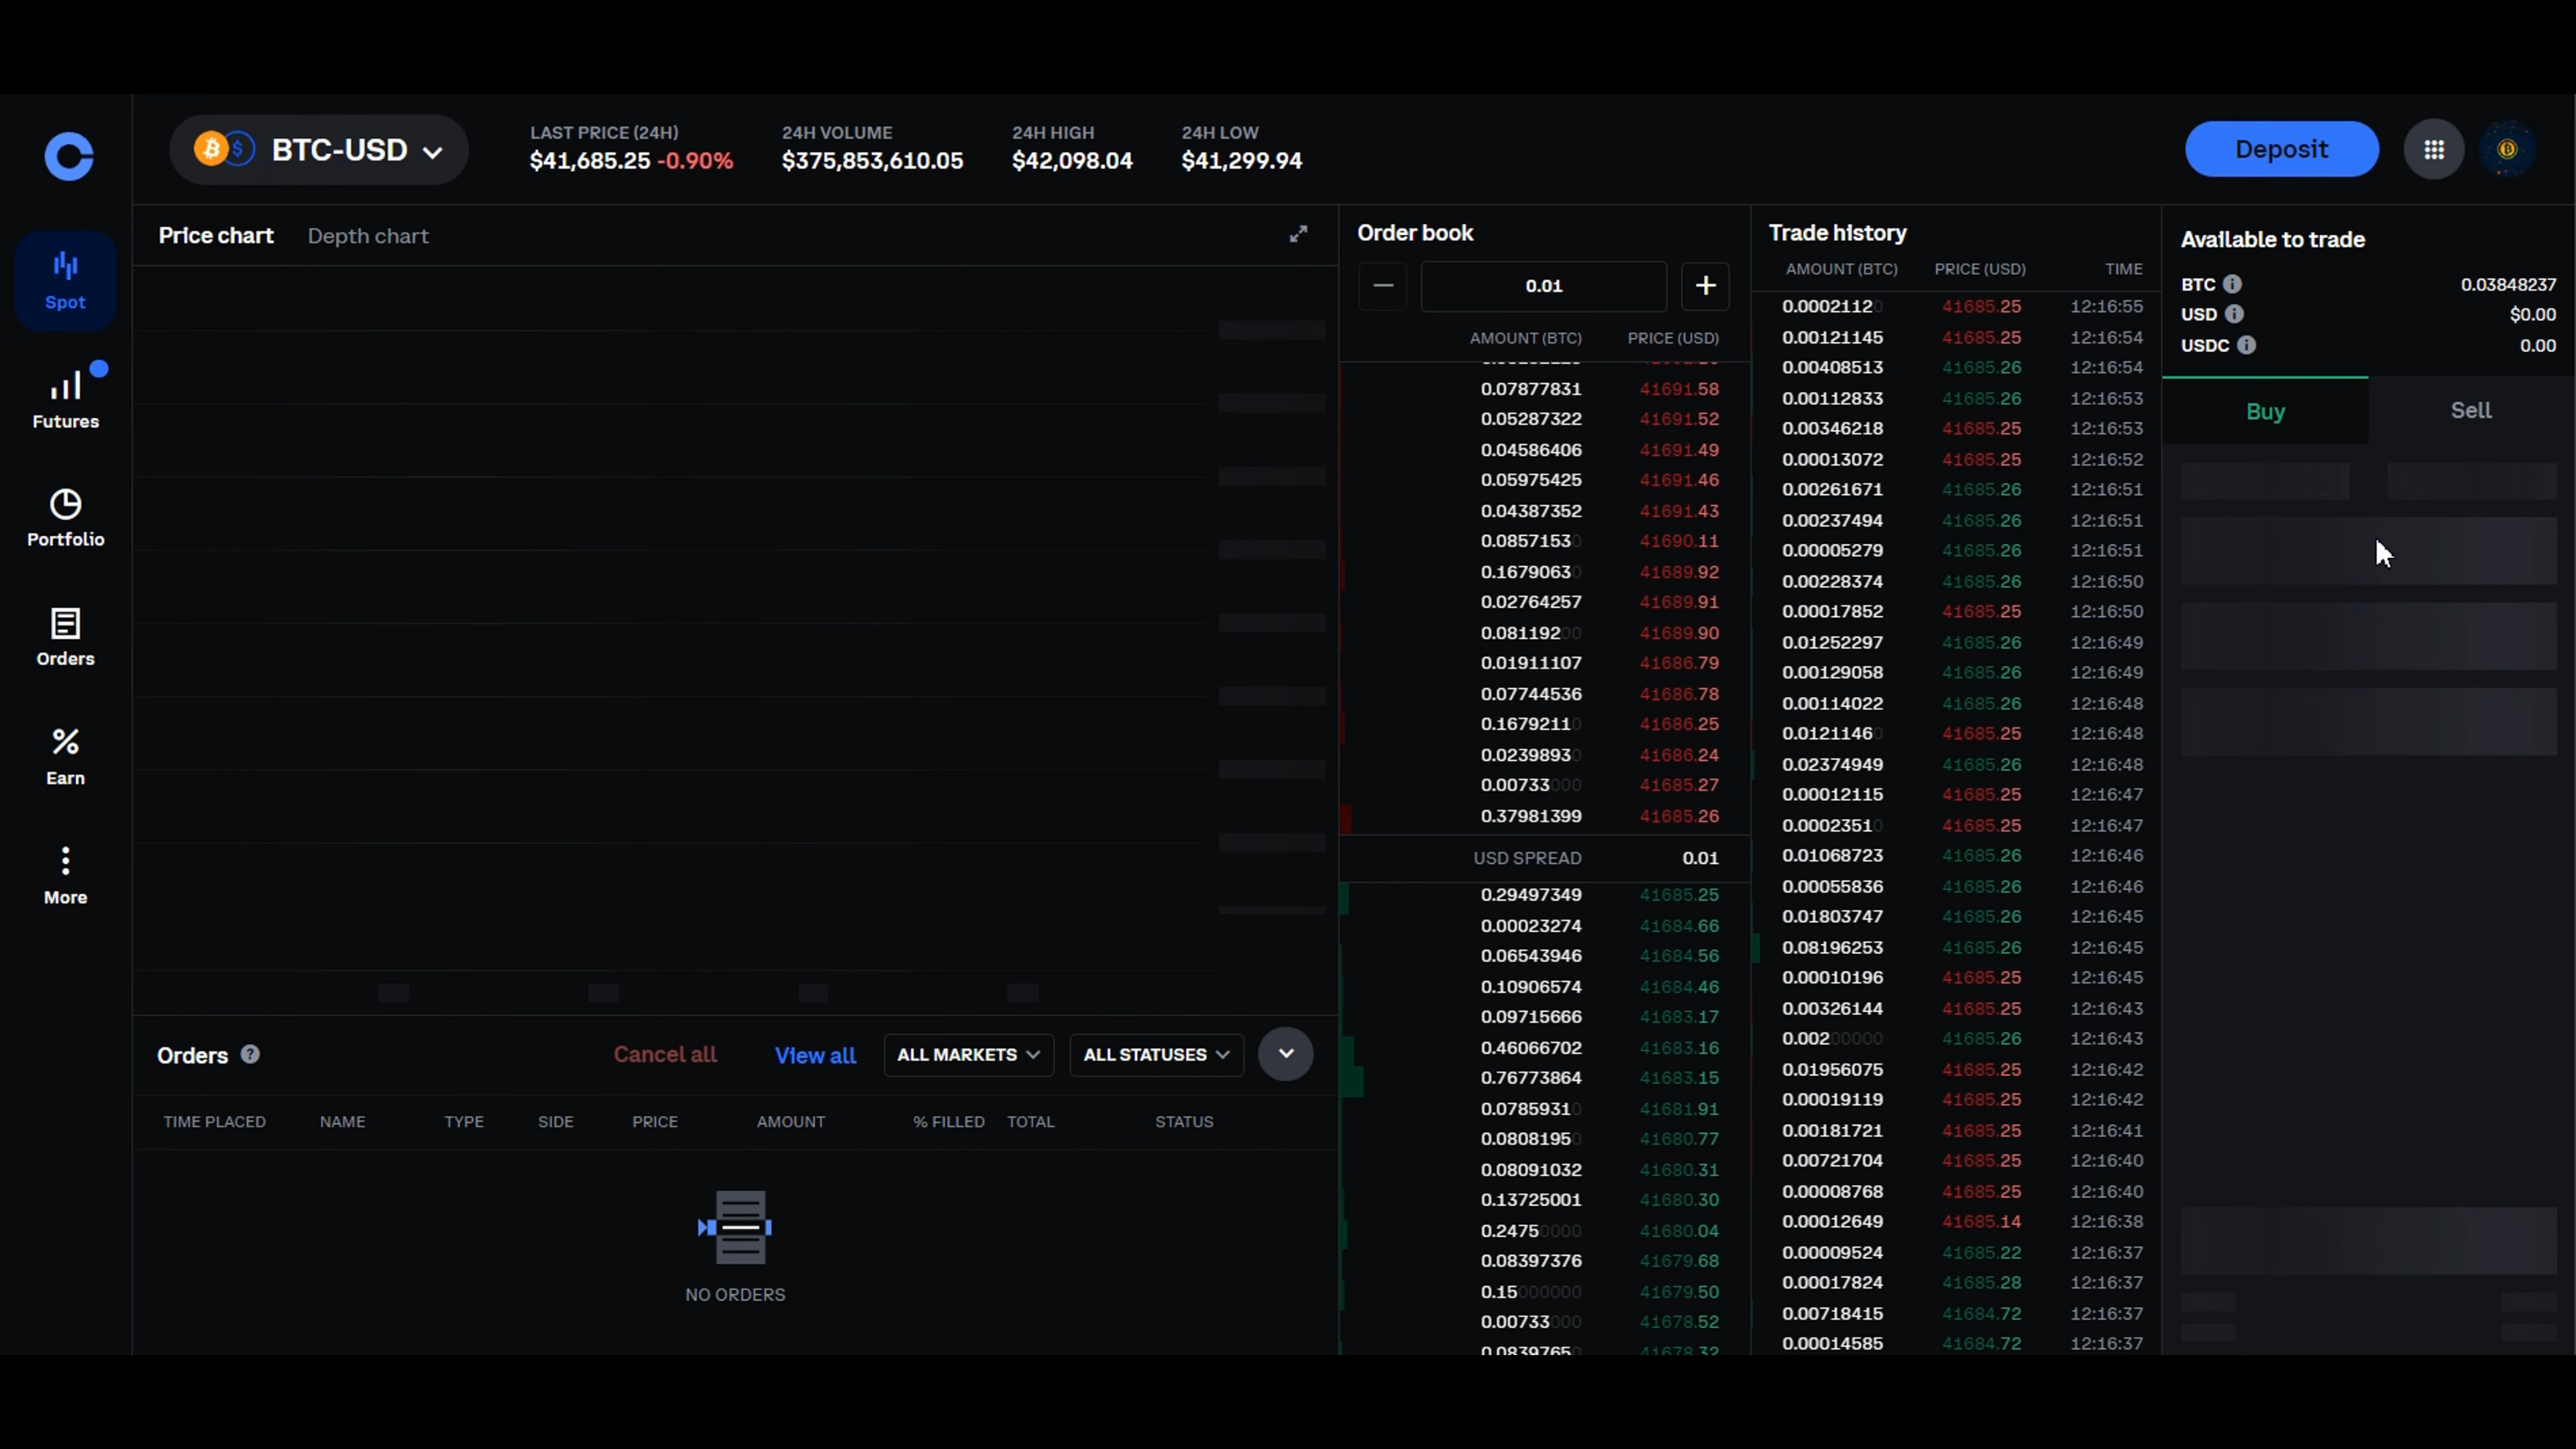 BTC-USD
LAST PRICE (24H)
$41,685.25 -0.90%
24H VOLUME
$375,853,610.05
24H HIGH
$42,098.04
24H LOW
$41,299.94
Deposit
Spot
Futures
Portfolio
Orders
Earn
More
Price chart
Depth chart
Order book
0.01
AMOUNT (BTC) PRICE (USD)
0.07877831 41691.58
0.05287322 41691.52
0.04586406 41691.49
0.05975425 41691.46
0.04387352 41691.43
0.08571530 41690.11
0.16790630 41689.92
0.02764257 41689.91
0.08119200 41689.90
0.01911107 41686.79
0.07744536 41686.78
0.16792110 41686.25
0.02398930 41686.24
0.00733000 41685.27
0.37981399 41685.26
USD SPREAD 0.01
0.29497349 41685.25
0.00023274 41684.66
0.06543946 41684.56
0.10906574 41684.46
0.09715666 41683.17
0.46066702 41683.16
0.76773864 41683.15
0.07859310 41681.91
0.08081950 41680.77
0.08091032 41680.31
0.13725001 41680.30
0.24750000 41680.04
0.08397376 41679.68
0.15000000 41679.50
0.00733000 41678.52
0.08397650 41678.32
Trade history
AMOUNT (BTC) PRICE (USD) TIME
0.00021120 41685.25 12:16:55
0.00121145 41685.25 12:16:54
0.00408513 41685.26 12:16:54
0.00112833 41685.26 12:16:53
0.00346218 41685.25 12:16:53
0.00013072 41685.25 12:16:52
0.00261671 41685.26 12:16:51
0.00237494 41685.26 12:16:51
0.00005279 41685.26 12:16:51
0.00228374 41685.26 12:16:50
0.00017852 41685.25 12:16:50
0.01252297 41685.26 12:16:49
0.00129058 41685.26 12:16:49
0.00114022 41685.26 12:16:48
0.01211460 41685.25 12:16:48
0.02374949 41685.26 12:16:48
0.00012115 41685.25 12:16:47
0.00023510 41685.25 12:16:47
0.01068723 41685.26 12:16:46
0.00055836 41685.26 12:16:46
0.01803747 41685.26 12:16:45
0.08196253 41685.26 12:16:45
0.00010196 41685.25 12:16:45
0.00326144 41685.25 12:16:43
0.00200000 41685.26 12:16:43
0.01956075 41685.25 12:16:42
0.00019119 41685.25 12:16:42
0.00181721 41685.25 12:16:41
0.00721704 41685.25 12:16:40
0.00008768 41685.25 12:16:40
0.00012649 41685.14 12:16:38
0.00009524 41685.22 12:16:37
0.00017824 41685.28 12:16:37
0.00718415 41684.72 12:16:37
0.00014585 41684.72 12:16:37
Available to trade
BTC 0.03848237
USD $0.00
USDC 0.00
Buy
Sell
Orders
Cancel all
View all
ALL MARKETS
ALL STATUSES
TIME PLACED NAME TYPE SIDE PRICE AMOUNT % FILLED TOTAL STATUS
NO ORDERS